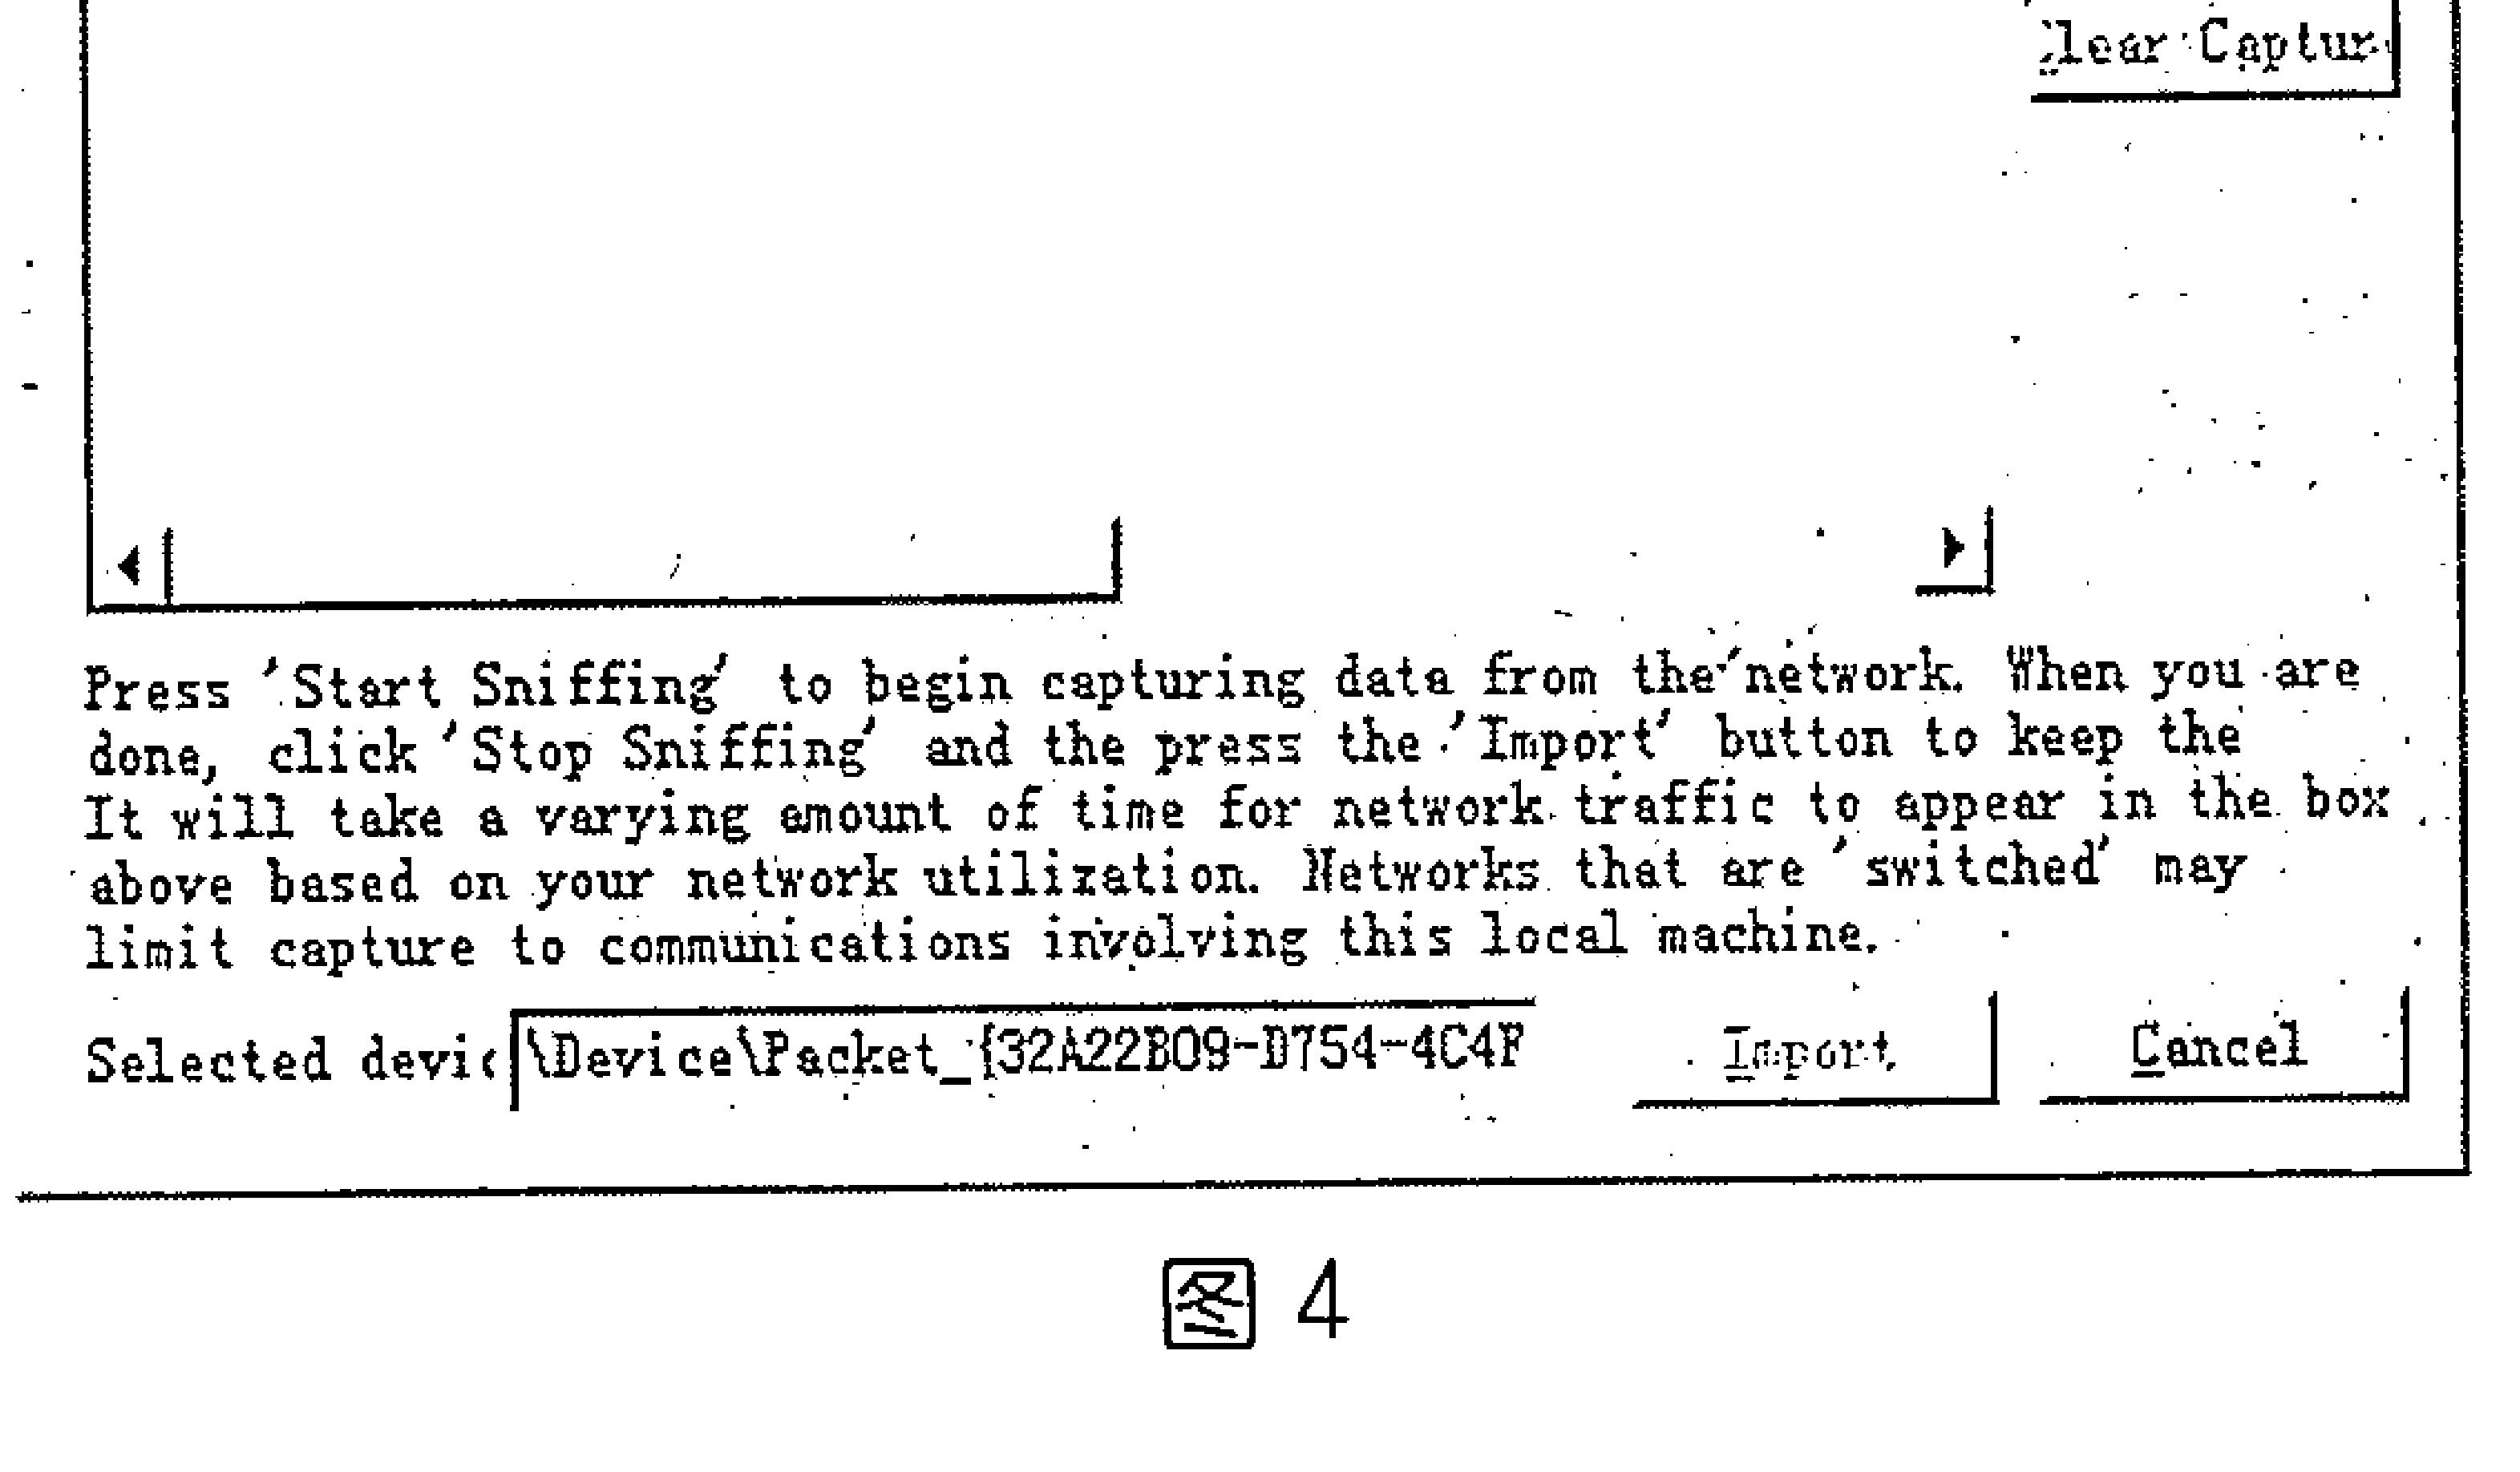 lear Captur
Press 'Start Sniffing' to begin capturing data from the network. When you are
done, click 'Stop Sniffing' and the press the 'Import' button to keep the
It will take a varying amount of time for network traffic to appear in the box
above based on your network utilization. Networks that are 'switched' may
limit capture to communications involving this local machine.
Selected devic \Device\Packet_{32A22B09-D754-4C4F Import Cancel
图 4